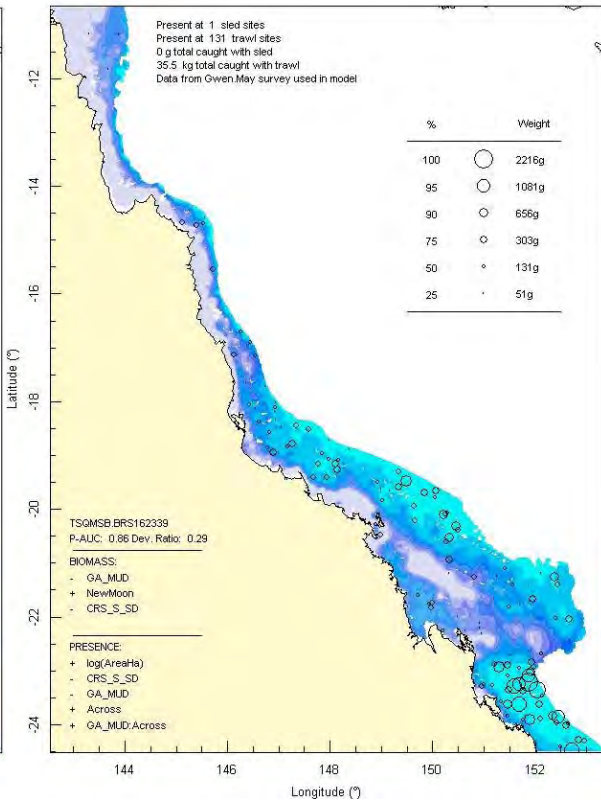 Present at 1 sled sites
Present at 131 trawl sites
0 g total caught with sled
35.5 kg total caught with trawl
Data from Gwen.May survey used in model
% Weight
100 2216g
95 1081g
90 656g
75 303g
50 131g
25 51g
-12
-14
-16
-18
-20
-22
-24
Latitude (°)
TSQMSB.BRS162339
P-AUC: 0.86 Dev. Ratio: 0.29
BIOMASS:
- GA_MUD
+ NewMoon
- CRS_S_SD
PRESENCE:
+ log(AreaHa)
- CRS_S_SD
- GA_MUD
+ Across
+ GA_MUD:Across
144 146 148 150 152
Longitude (°)